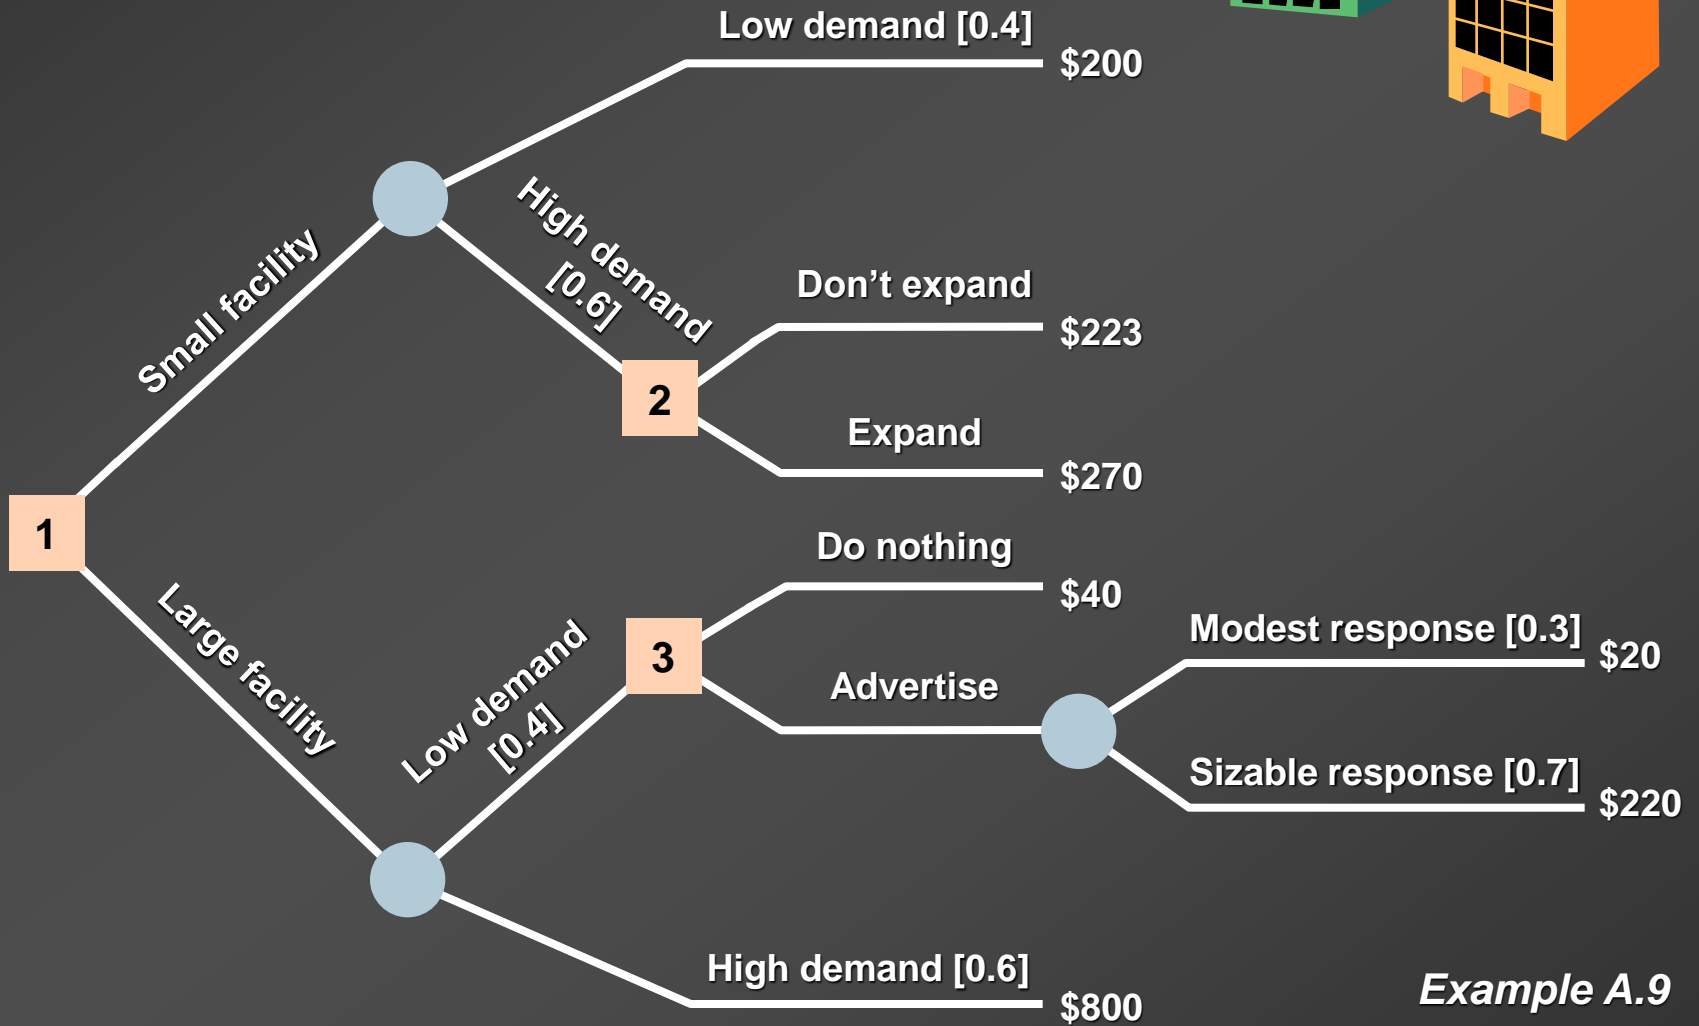 Low demand [0.4]
$200
Small facility
High demand
[0.6]
Don’t expand
$223
2
Expand
$270
1
Do nothing
$40
Large facility
Low demand
[0.4]
3
Modest response [0.3]
$20
Advertise
Sizable response [0.7]
$220
High demand [0.6]
$800
Example A.9